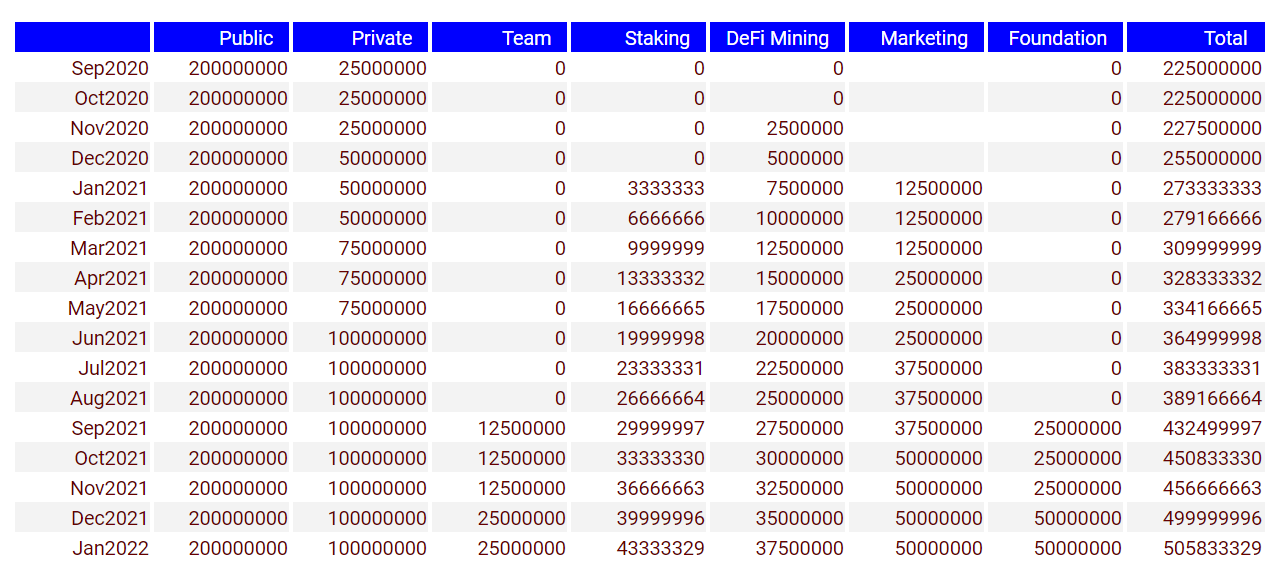 Public Private Team Staking DeFi Mining Marketing Foundation Total
Sep2020 200000000 25000000 0 0 0 0 225000000
Oct2020 200000000 25000000 0 0 0 0 225000000
Nov2020 200000000 25000000 0 0 2500000 0 227500000
Dec2020 200000000 50000000 0 0 5000000 0 255000000
Jan2021 200000000 50000000 0 3333333 7500000 12500000 0 273333333
Feb2021 200000000 50000000 0 6666666 10000000 12500000 0 279166666
Mar2021 200000000 75000000 0 9999999 12500000 12500000 0 309999999
Apr2021 200000000 75000000 0 13333332 15000000 25000000 0 328333332
May2021 200000000 75000000 0 16666665 17500000 25000000 0 334166665
Jun2021 200000000 100000000 0 19999998 20000000 25000000 0 364999998
Jul2021 200000000 100000000 0 23333331 22500000 37500000 0 383333331
Aug2021 200000000 100000000 0 26666664 25000000 37500000 0 389166664
Sep2021 200000000 100000000 12500000 29999997 27500000 37500000 25000000 432499997
Oct2021 200000000 100000000 12500000 33333330 30000000 50000000 25000000 450833330
Nov2021 200000000 100000000 12500000 36666663 32500000 50000000 25000000 456666663
Dec2021 200000000 100000000 25000000 39999996 35000000 50000000 50000000 499999996
Jan2022 200000000 100000000 25000000 43333329 37500000 50000000 50000000 505833329